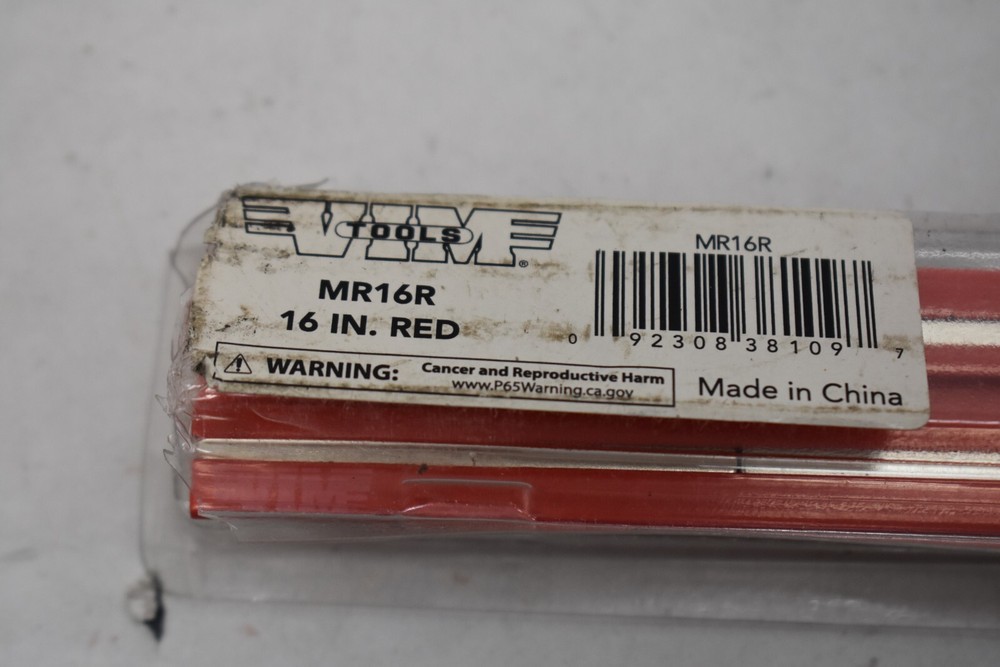 VIM TOOLS ®
MR16R
16 IN. RED
WARNING: Cancer and Reproductive Harm
www.P65Warning.ca.gov
MR16R
0 92308 38109 7
Made in China
VIM